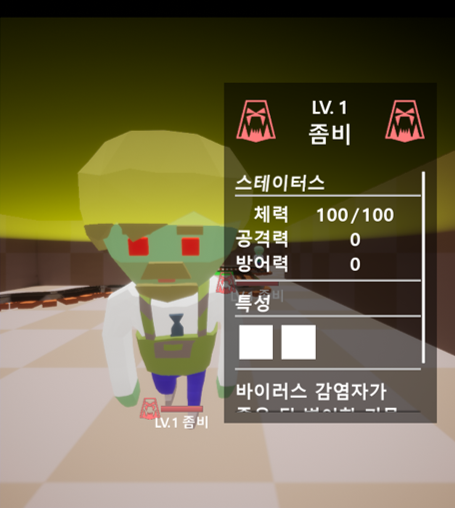 LV. 1
좀비
스테이터스
체력 100/100
공격력 0
방어력 0
특성
바이러스 감염자가
LV.1 좀비